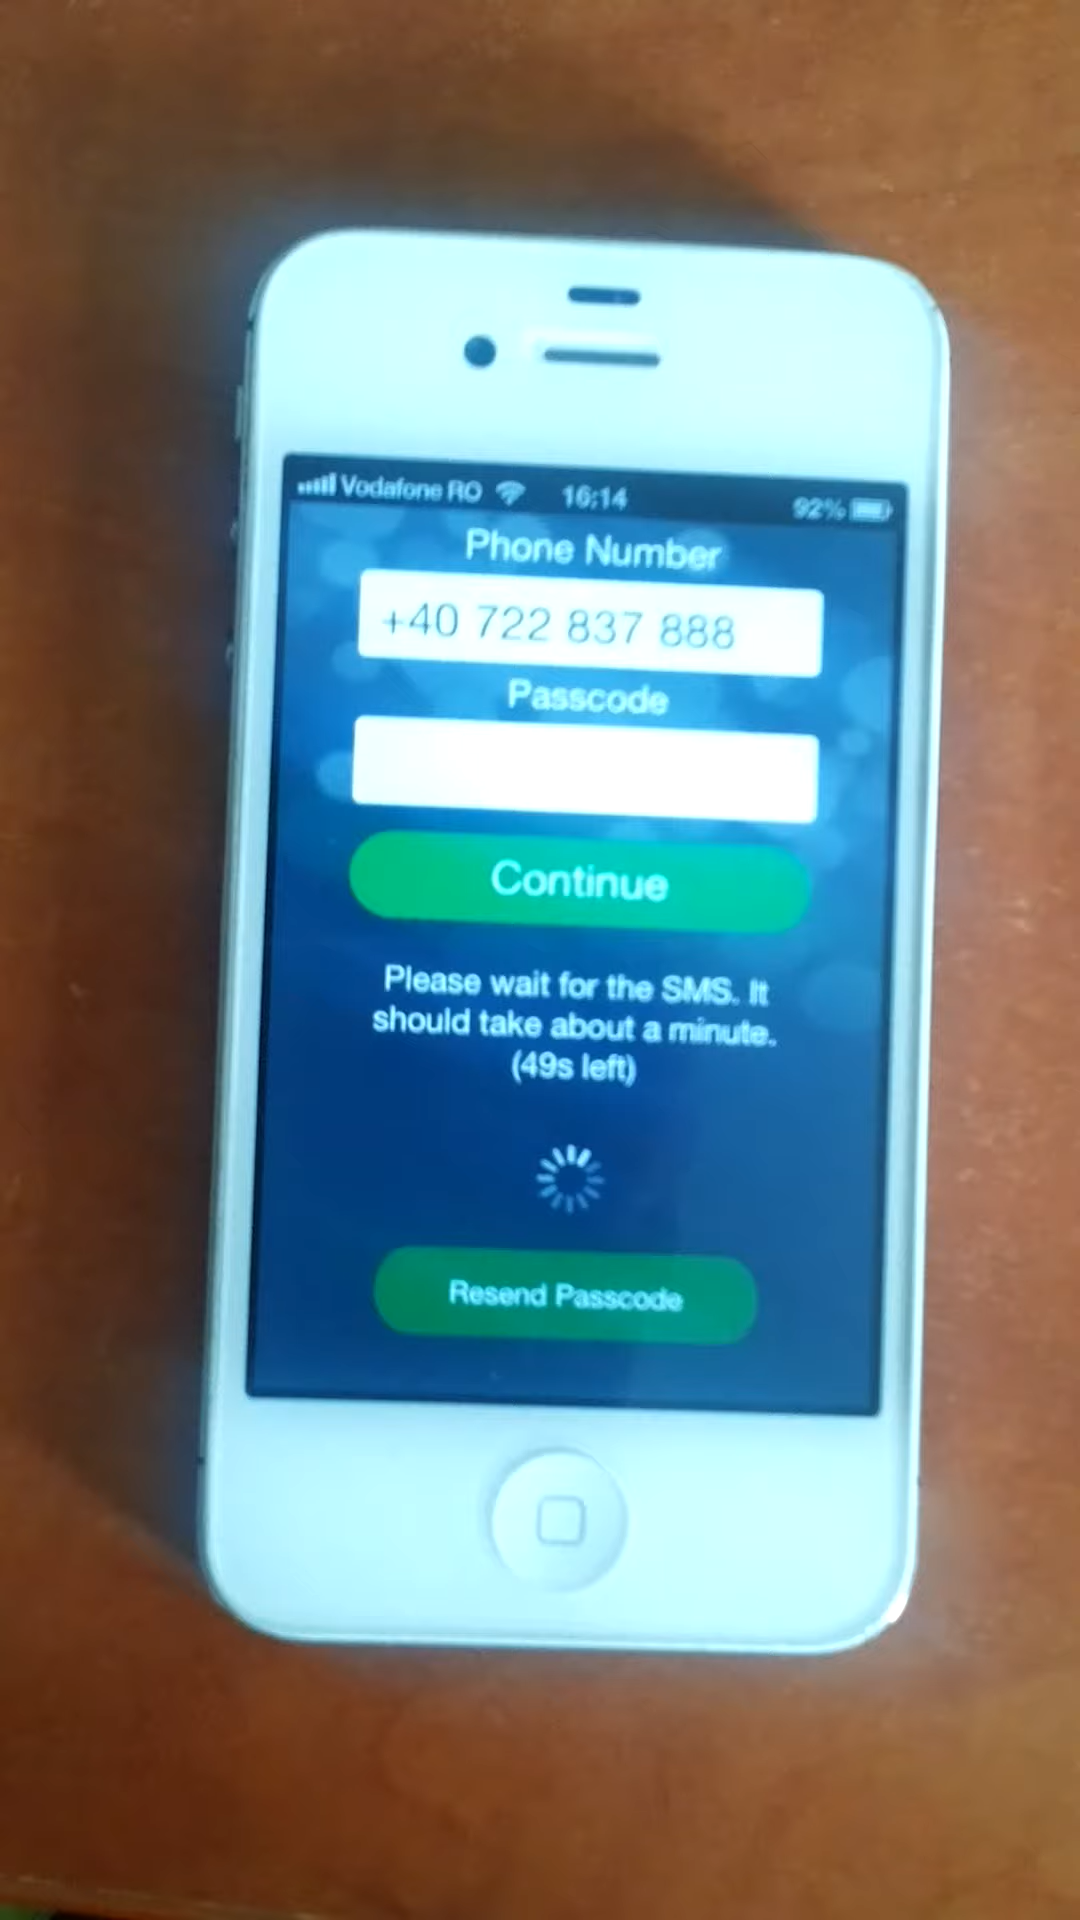 Vodafone RO 16:14 92%
Phone Number
+40 722 837 888
Passcode
Continue
Please wait for the SMS. It
should take about a minute.
(49s left)
Resend Passcode